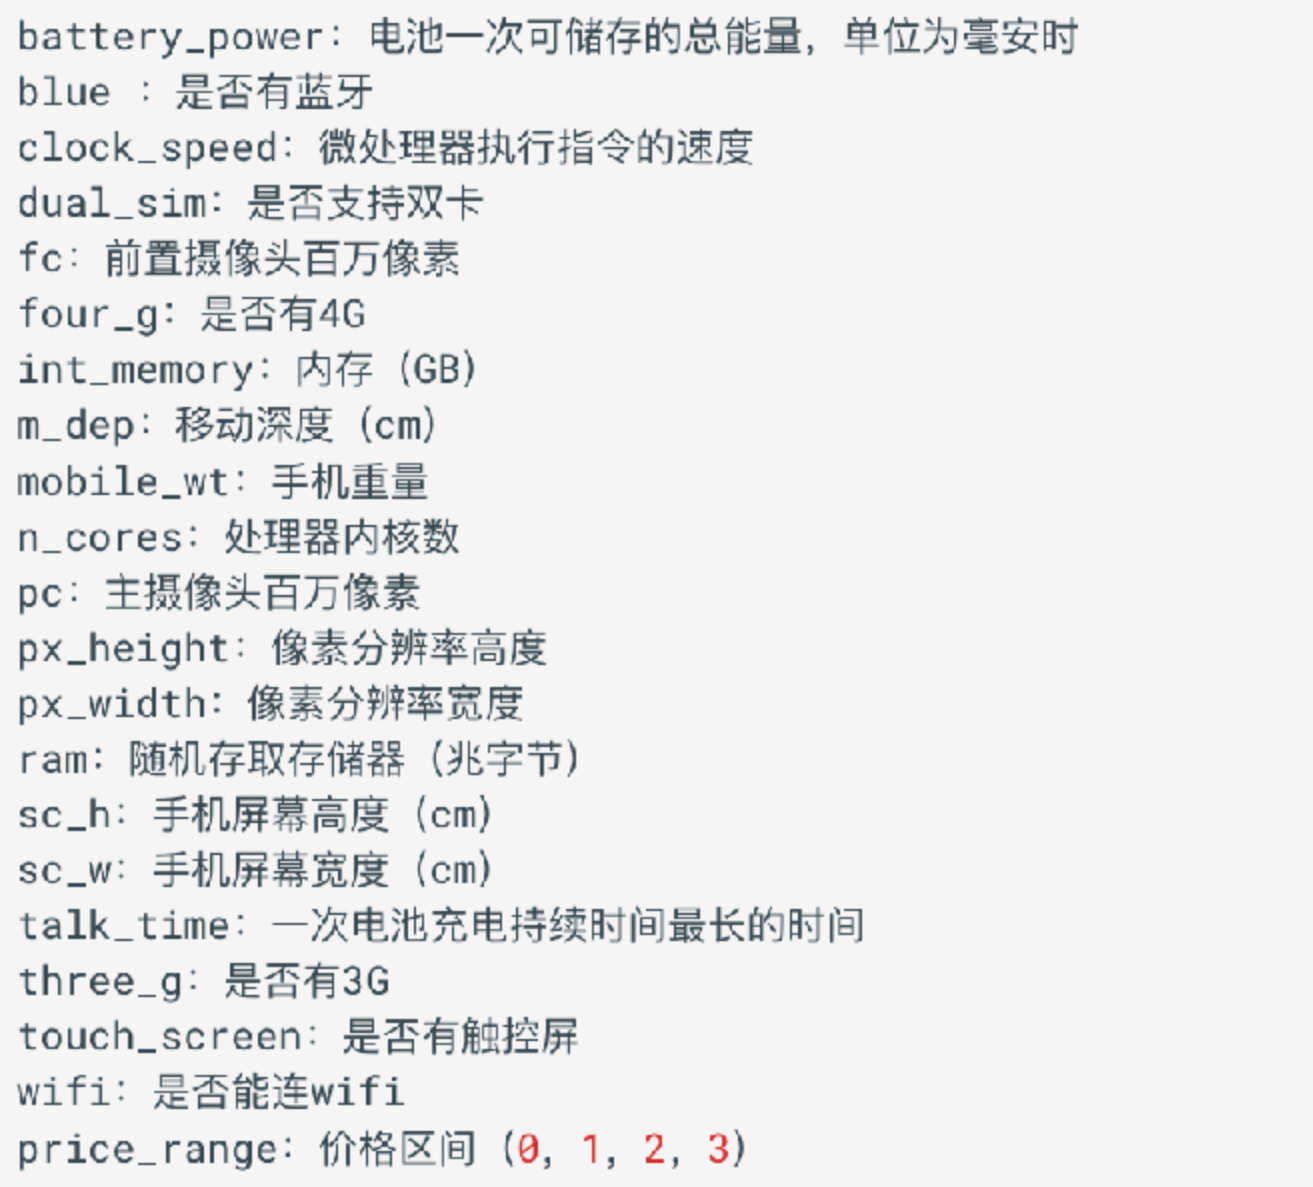 battery_power: 电池一次可储存的总能量，单位为毫安时
blue : 是否有蓝牙
clock_speed: 微处理器执行指令的速度
dual_sim: 是否支持双卡
fc: 前置摄像头百万像素
four_g: 是否有4G
int_memory: 内存（GB）
m_dep: 移动深度（cm）
mobile_wt: 手机重量
n_cores: 处理器内核数
pc: 主摄像头百万像素
px_height: 像素分辨率高度
px_width: 像素分辨率宽度
ram: 随机存取存储器（兆字节）
sc_h: 手机屏幕高度（cm）
sc_w: 手机屏幕宽度（cm）
talk_time: 一次电池充电持续时间最长的时间
three_g: 是否有3G
touch_screen: 是否有触控屏
wifi: 是否能连wifi
price_range: 价格区间（0, 1, 2, 3）